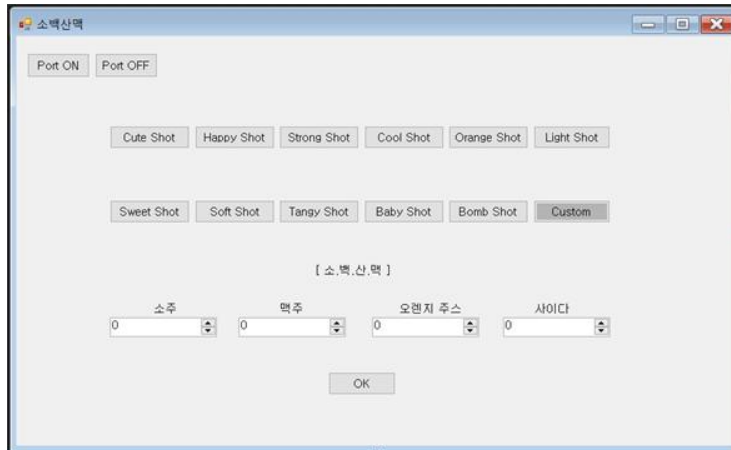 소백산맥
Port ON Port OFF
Cute Shot Happy Shot Strong Shot Cool Shot Orange Shot Light Shot
Sweet Shot Soft Shot Tangy Shot Baby Shot Bomb Shot Custom
[ 소.백.산.맥 ]
소주 맥주 오렌지 주스 사이다
0 0 0 0
OK